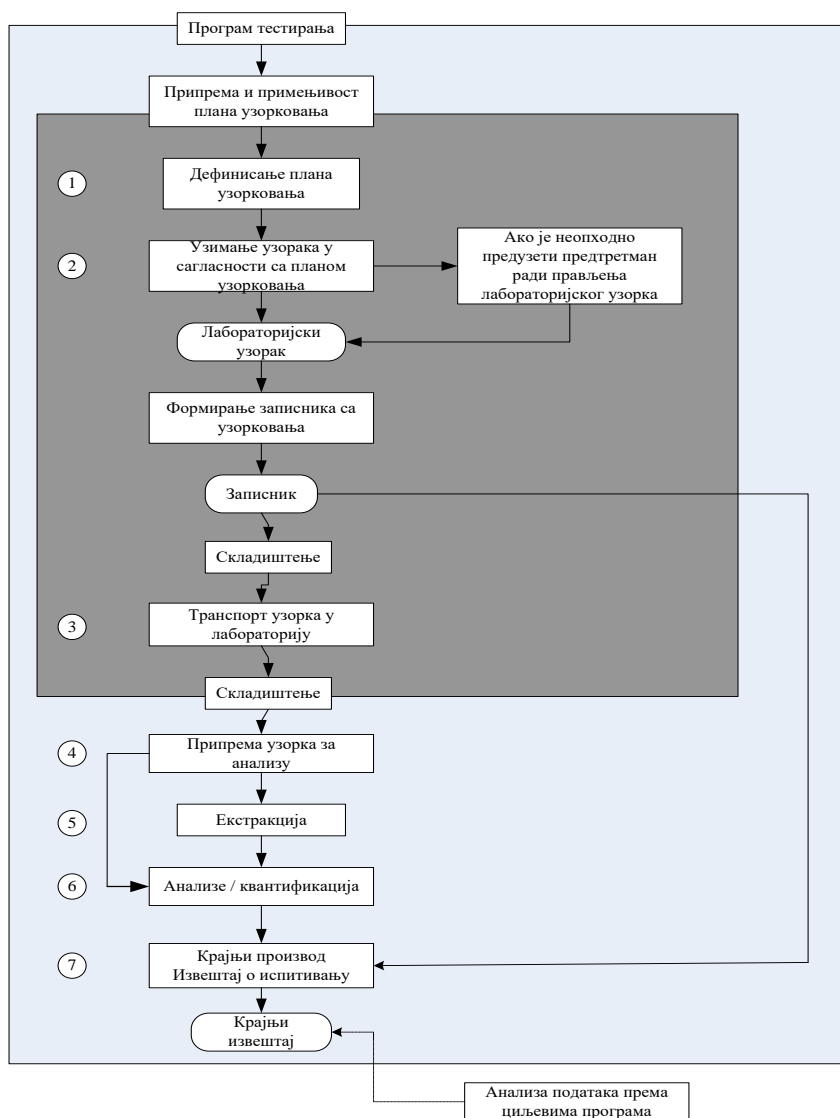 Програм тестирања
Припрема и примењивост
плана узорковања
1
Дефинисање плана
узорковања
2
Узимање узорака у
сагласности са планом
узорковања
Ако је неопходно
предузети предтретман
ради прављења
лабораторијског узорка
Лабораторијски
узорак
Формирање записника са
узорковања
Записник
Складиштење
3
Транспорт узорка у
лабораторију
Складиштење
4
Припрема узорка за
анализу
5
Екстракција
6
Анализе / квантификација
7
Крајњи производ
Извештај о испитивању
Крајњи
извештај
Анализа података према
циљевима програма